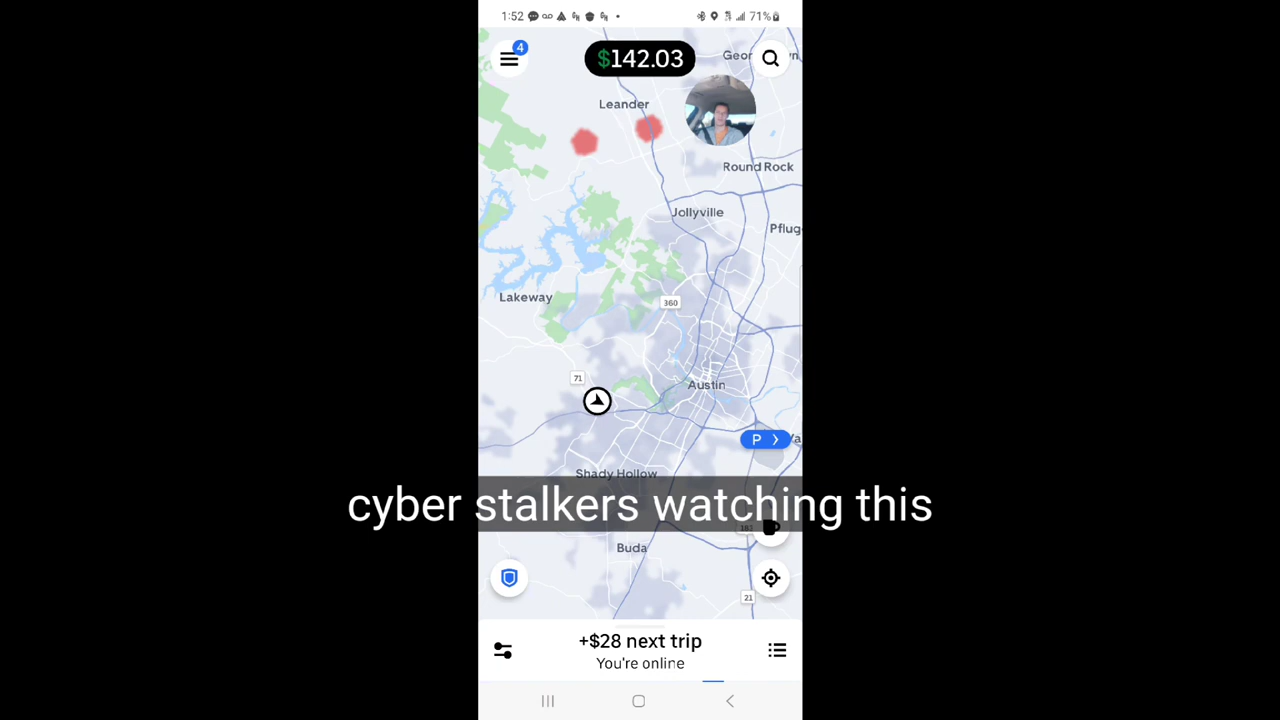 1:52
71%
4
$142.03
Geor
n
Leander
Round Rock
Jollyville
Pflug
Lakeway
360
71
Austin
P
Shady Hollow
cyber stalkers watching this
Buda
21
+$28 next trip
You're online